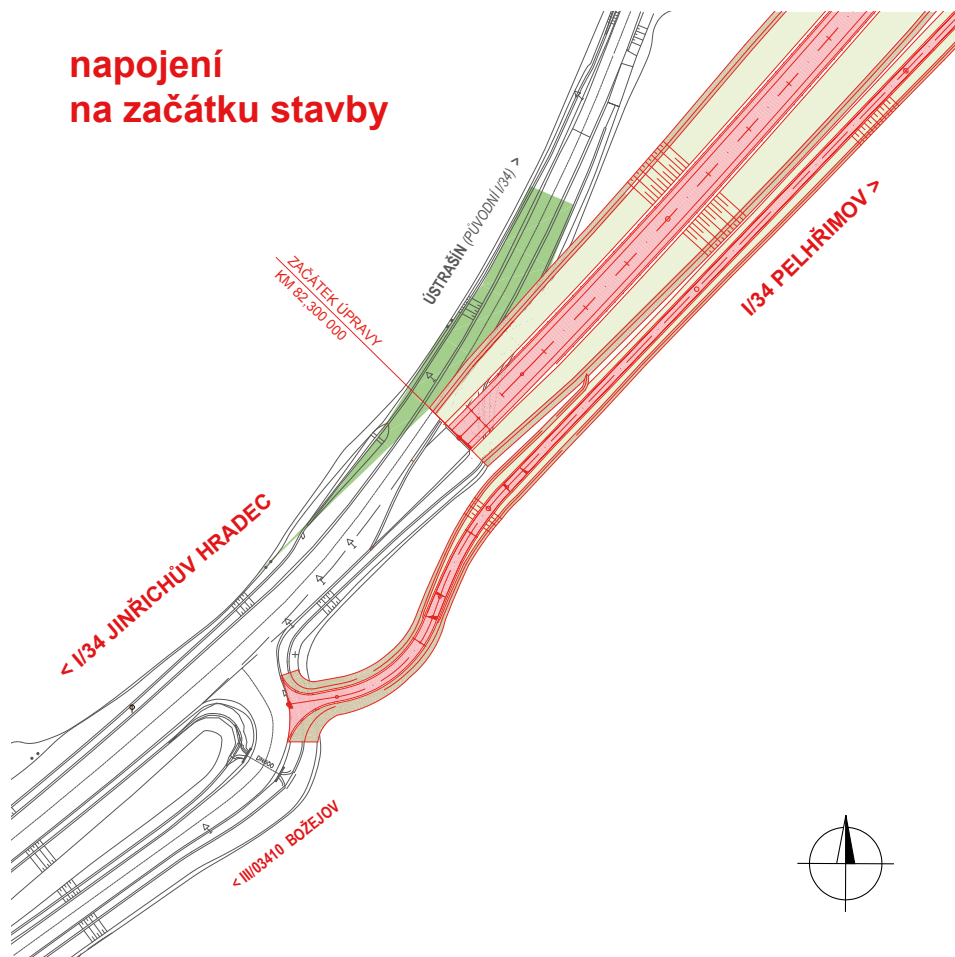 napojení
na začátku stavby
ÚSTRAŠÍN (PŮVODNÍ I/34) >
ZAČÁTEK ÚPRAVY
KM 82,300 000
I/34 PELHŘIMOV >
< I/34 JINŘICHŮV HRADEC
DN800
< III/03410 BOŽEJOV